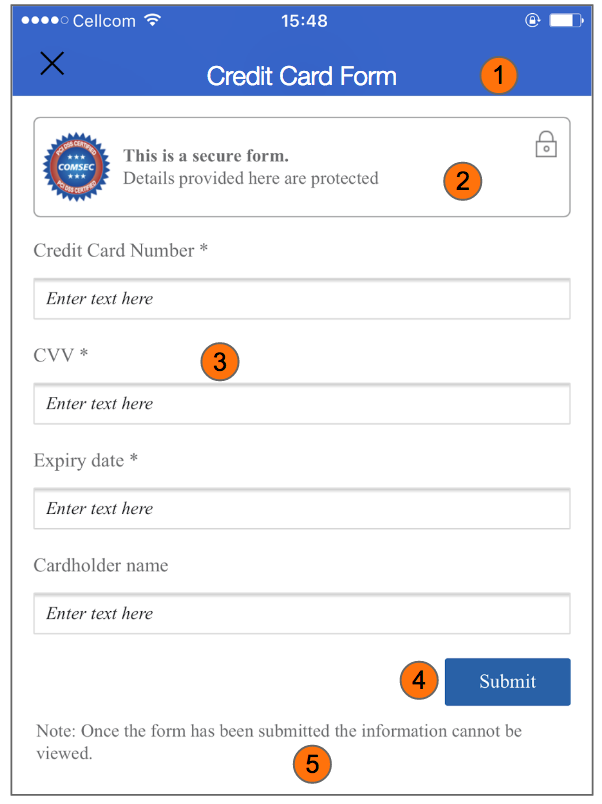 Cellcom 15:48
Credit Card Form 1
PCI DSS CERTIFIED
COMSEC
PCI DSS CERTIFIED
This is a secure form.
Details provided here are protected
2
Credit Card Number *
Enter text here
CVV * 3
Enter text here
Expiry date *
Enter text here
Cardholder name
Enter text here
4 Submit
Note: Once the form has been submitted the information cannot be
viewed.
5